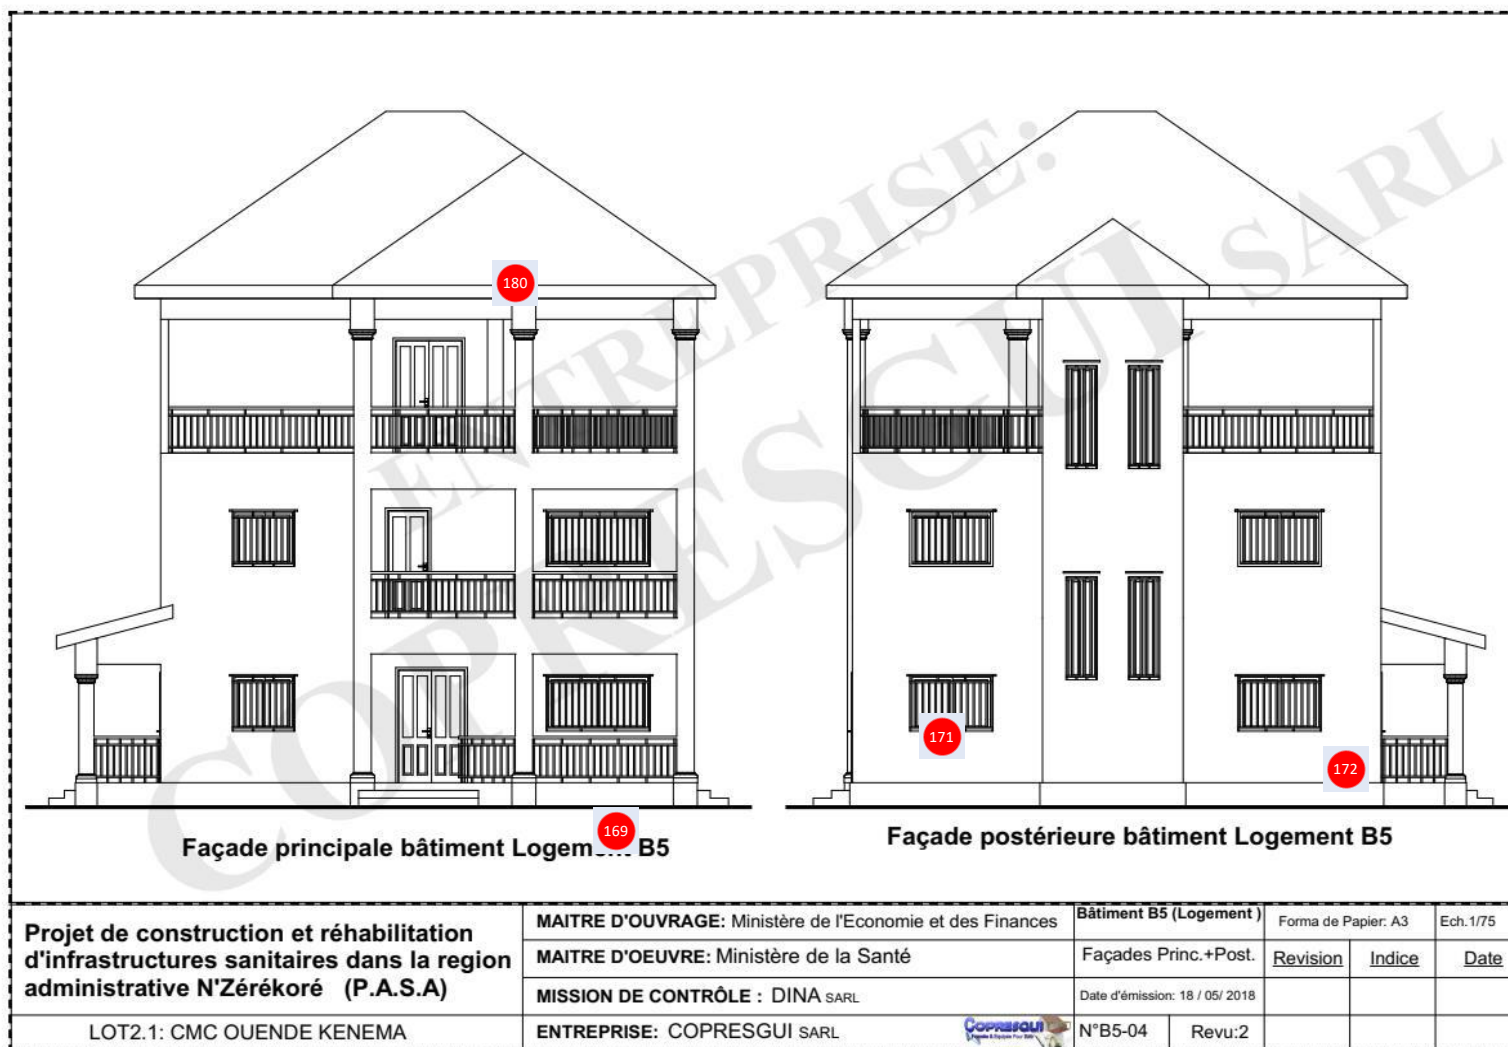 ENTREPRISE:
COPRESGUI SARL
180
171
172
169
Façade principale bâtiment Logement B5
Façade postérieure bâtiment Logement B5
Projet de construction et réhabilitation
d'infrastructures sanitaires dans la region
administrative N'Zérékoré (P.A.S.A)
LOT2.1: CMC OUENDE KENEMA
MAITRE D'OUVRAGE: Ministère de l'Economie et des Finances
MAITRE D'OEUVRE: Ministère de la Santé
MISSION DE CONTRÔLE : DINA SARL
ENTREPRISE: COPRESGUI SARL
COPRESGUI
Bâtiment B5 (Logement )
Façades Princ.+Post.
Date d'émission: 18 / 05/ 2018
N°B5-04
Revu:2
Forma de Papier: A3
Ech.1/75
Revision
Indice
Date